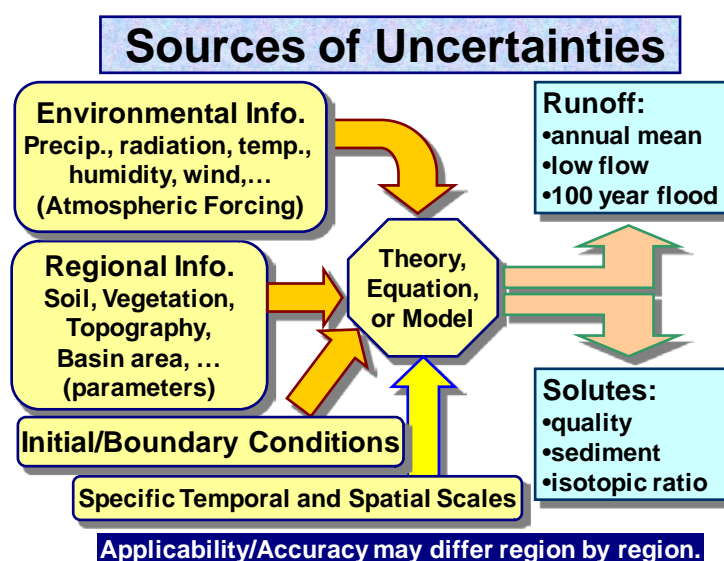 Sources of Uncertainties
Environmental Info.
Precip., radiation, temp.,
humidity, wind,…
(Atmospheric Forcing)
Regional Info.
Soil, Vegetation,
Topography,
Basin area, …
(parameters)
Initial/Boundary Conditions
Specific Temporal and Spatial Scales
Theory,
Equation,
or Model
Runoff:
•annual mean
•low flow
•100 year flood
Solutes:
•quality
•sediment
•isotopic ratio
Applicability/Accuracy may differ region by region.